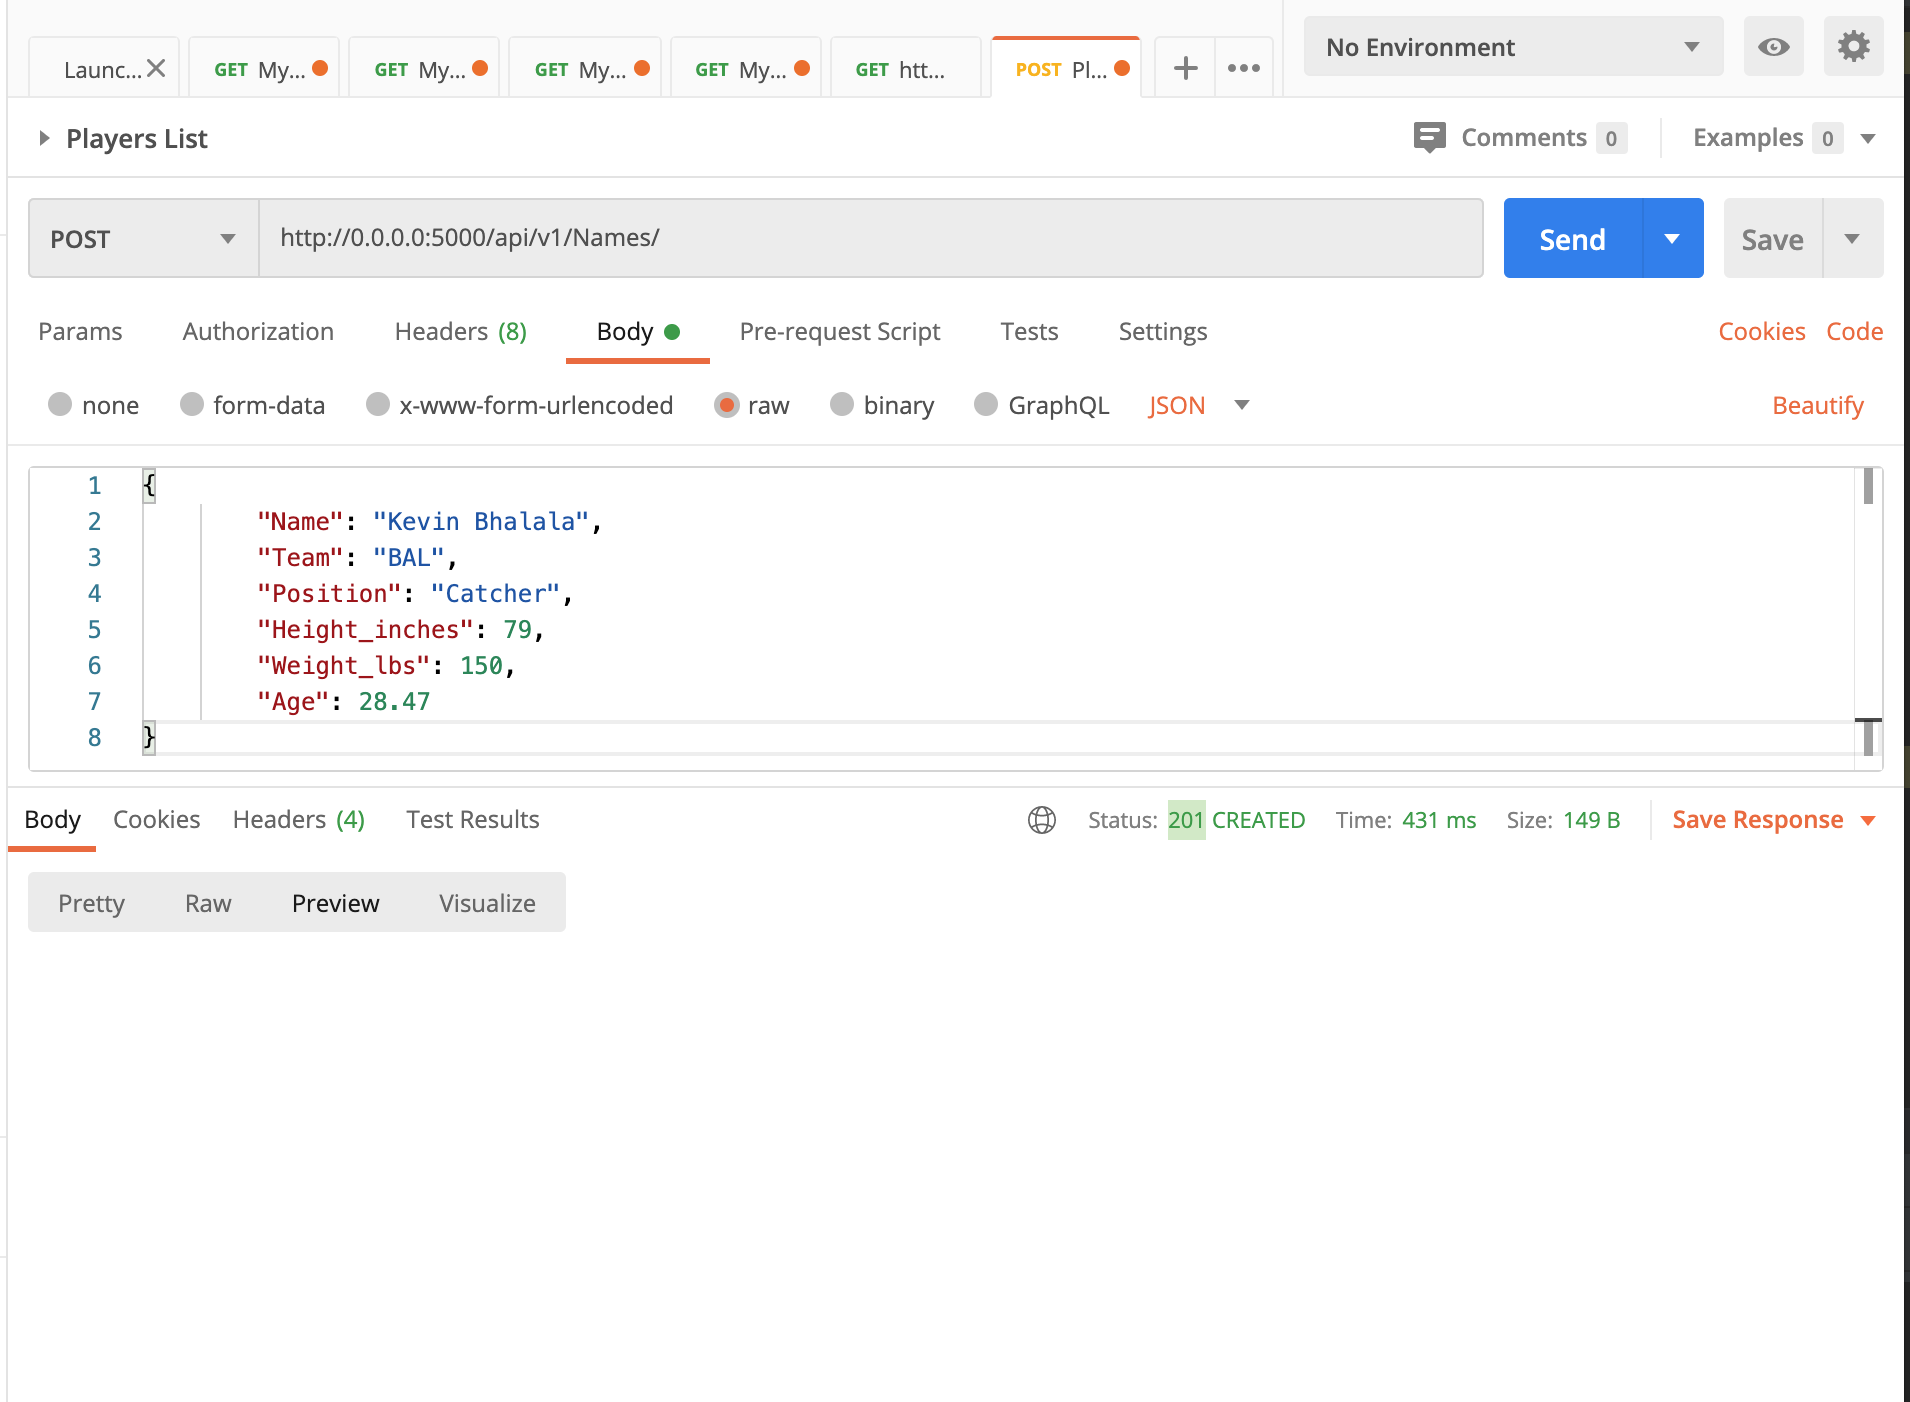 Launc...
GET My...
GET My...
GET My...
GET My...
GET htt...
POST Pl...
No Environment
Players List
Comments 0
Examples 0
POST
http://0.0.0.0:5000/api/v1/Names/
Send
Save
Params Authorization Headers (8) Body Pre-request Script Tests Settings Cookies Code
none form-data x-www-form-urlencoded raw binary GraphQL JSON Beautify
1 {
2 "Name": "Kevin Bhalala",
3 "Team": "BAL",
4 "Position": "Catcher",
5 "Height_inches": 79,
6 "Weight_lbs": 150,
7 "Age": 28.47
8 }
Body Cookies Headers (4) Test Results Status: 201 CREATED Time: 431 ms Size: 149 B Save Response
Pretty Raw Preview Visualize